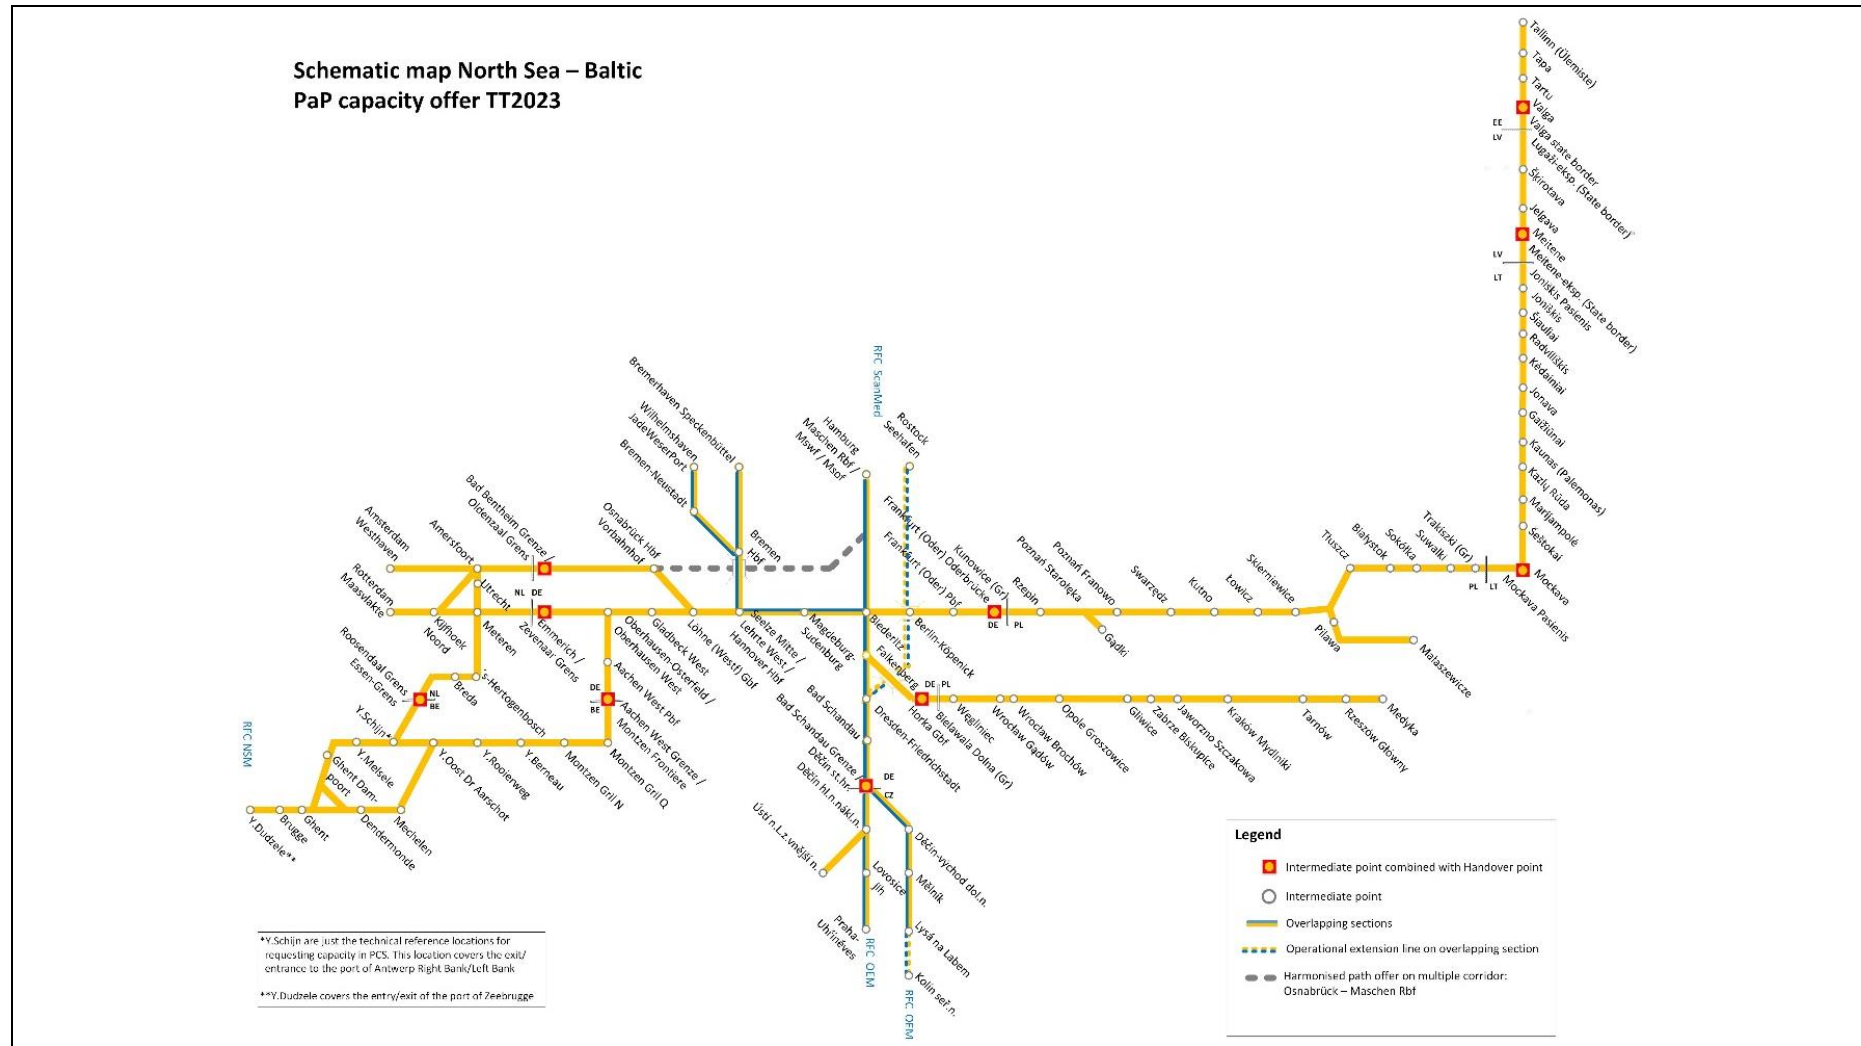 Schematic map North Sea – Baltic
PaP capacity offer TT2023
Tallinn (Ülemiste)
Tapa
Tartu
Valga
EE
LV
Valga state border
Lugaži-eksp. (State border)
Šķirotava
Jelgava
Meitene
LV
LT
Meitene-eksp. (State border)
Joniškis Pasienis
Joniškis
Šiauliai
Radviliškis
Kėdainiai
Jonava
Gaižiūnai
Kaunas (Palemonas)
Kazlų Rūda
Marijampolė
Šeštokai
Mockava
Mockava Pasienis
PL
LT
Trakiszki (Gr)
Suwałki
Sokółka
Białystok
Tłuszcz
Pilawa
Małaszewicze
Skierniewice
Łowicz
Kutno
Swarzędz
Poznań Franowo
Poznań Starołęka
Gądki
Rzepin
Kunowice (Gr)
Frankfurt (Oder) Oderbrücke
DE
PL
Frankfurt (Oder) Pbf
Berlin-Köpenick
Rostock
Seehafen
RFC ScanMed
Hamburg
Maschen Rbf /
Mswf / Msof
Bremerhaven Speckenbüttel
Wilhelmshaven
JadeWeserPort
Bremen-Neustadt
Bremen
Hbf
Osnabrück Hbf
Vorbahnhof
Bad Bentheim Grenze /
Oldenzaal Grens
Amersfoort
Amsterdam
Westhaven
Rotterdam
Maasvlakte
Utrecht
Kijfhoek
Noord
Meteren
NL DE
Emmerich /
Zevenaar Grens
Oberhausen-Osterfeld /
Oberhausen West
Gladbeck West
Löhne (Westf) Gbf
Seelze Mitte /
Lehrte West /
Hannover Hbf
Magdeburg-
Sudenburg
Biederitz
Falkenberg
DE PL
Horka Gbf
Bielawa Dolna (Gr)
Węgliniec
Wrocław Gądów
Wrocław Brochów
Opole Groszowice
Gliwice
Zabrze Biskupice
Jaworzno Szczakowa
Kraków Mydlniki
Tarnów
Rzeszów Główny
Medyka
Dresden-Friedrichstadt
Bad Schandau
Bad Schandau Grenze /
Děčín st.hr.
DE
CZ
Děčín hl.n.nákl.n.
Ústí n.L.z.vnější n.
Lovosice
jih
Praha-
Uhříněves
RFC OEM
Děčín-východ dol.n.
Mělník
Lysá na Labem
Kolín seř.n.
RFC OEM
Aachen West Pbf
DE
BE
Aachen West Grenze /
Montzen Frontiere
Montzen Gril Q
Montzen Gril N
Y.Berneau
Y.Rooierweg
Y.Oost Dr Aarschot
's-Hertogenbosch
Breda
Roosendaal Grens
Essen-Grens
NL
BE
Y.Schijn*
Y.Melsele
Ghent Dam-
poort
Mechelen
Dendermonde
Ghent
Brugge
Y.Dudzele**
RFC NSM
*Y.Schijn are just the technical reference locations for
requesting capacity in PCS. This location covers the exit/
entrance to the port of Antwerp Right Bank/Left Bank
**Y.Dudzele covers the entry/exit of the port of Zeebrugge
Legend
Intermediate point combined with Handover point
Intermediate point
Overlapping sections
Operational extension line on overlapping section
Harmonised path offer on multiple corridor:
Osnabrück – Maschen Rbf